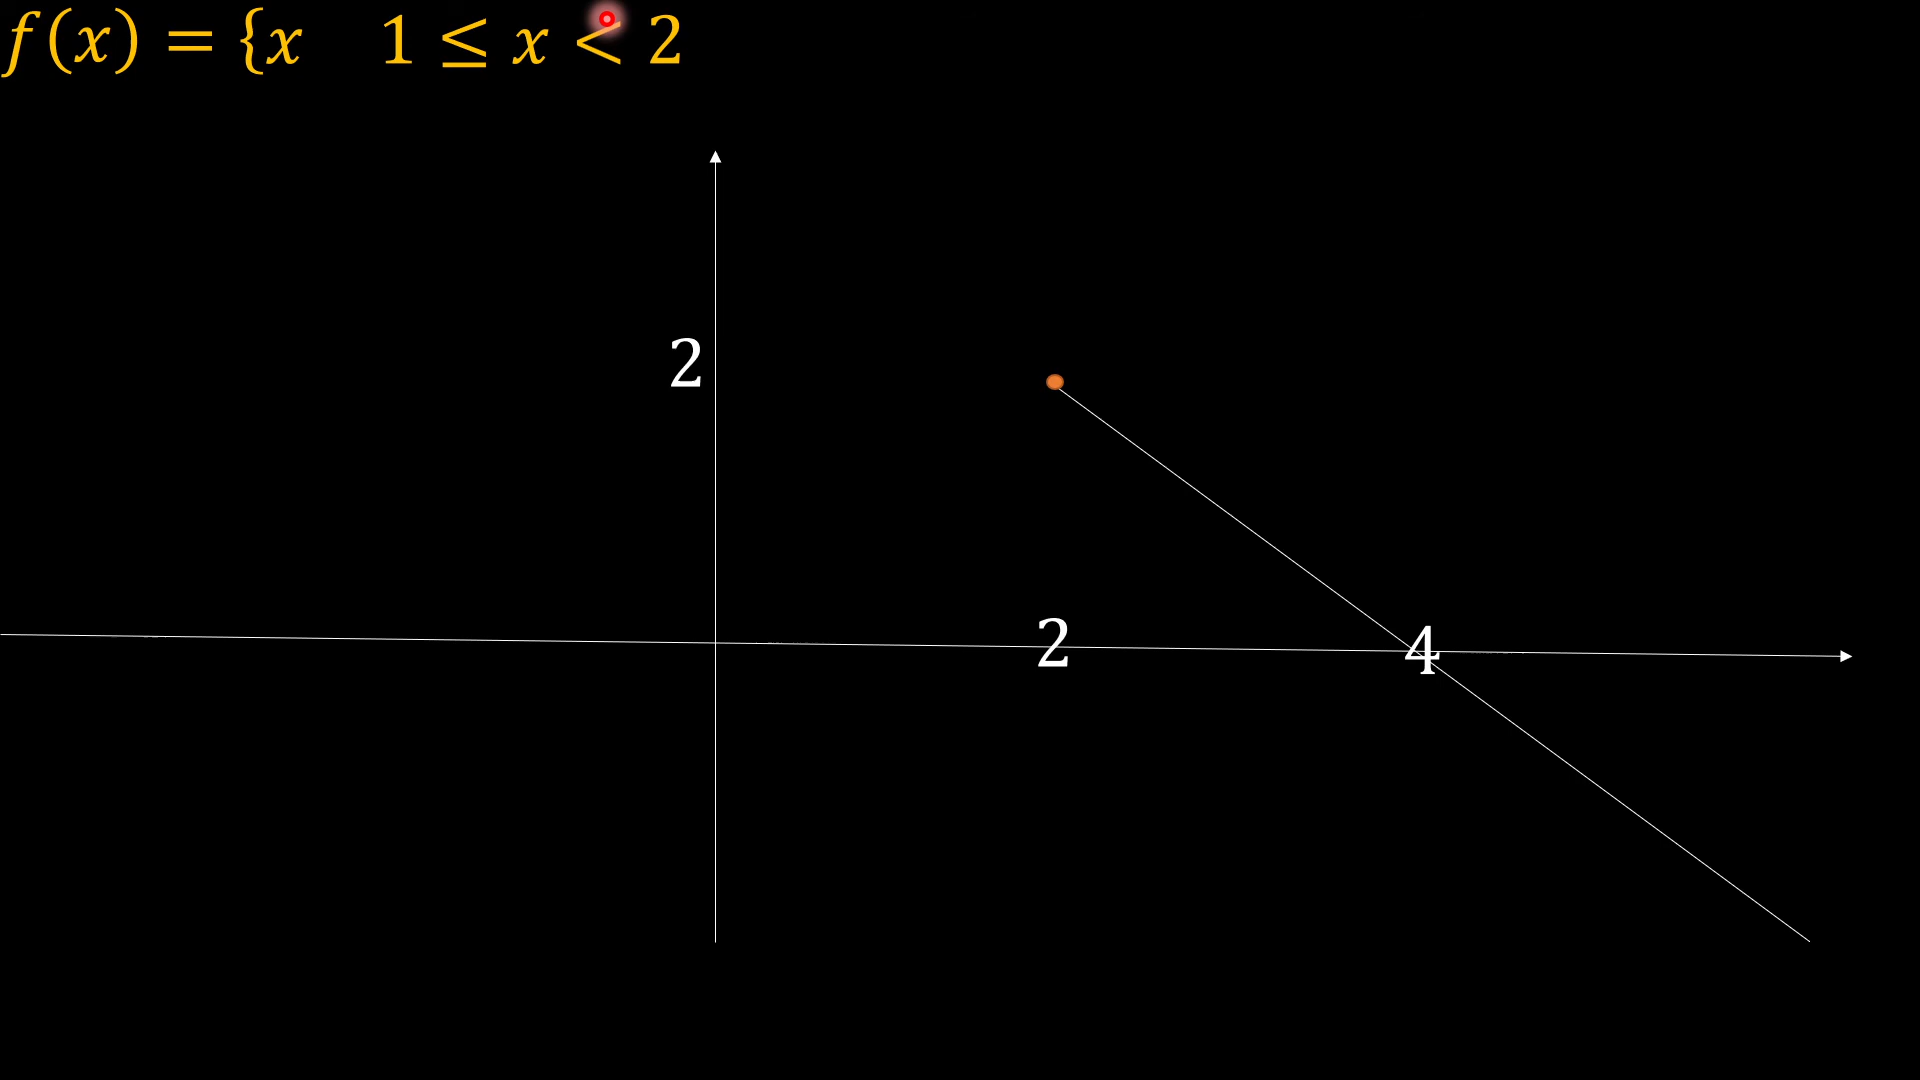 f(x) = {x   1 ≤ x < 2
2
2
4